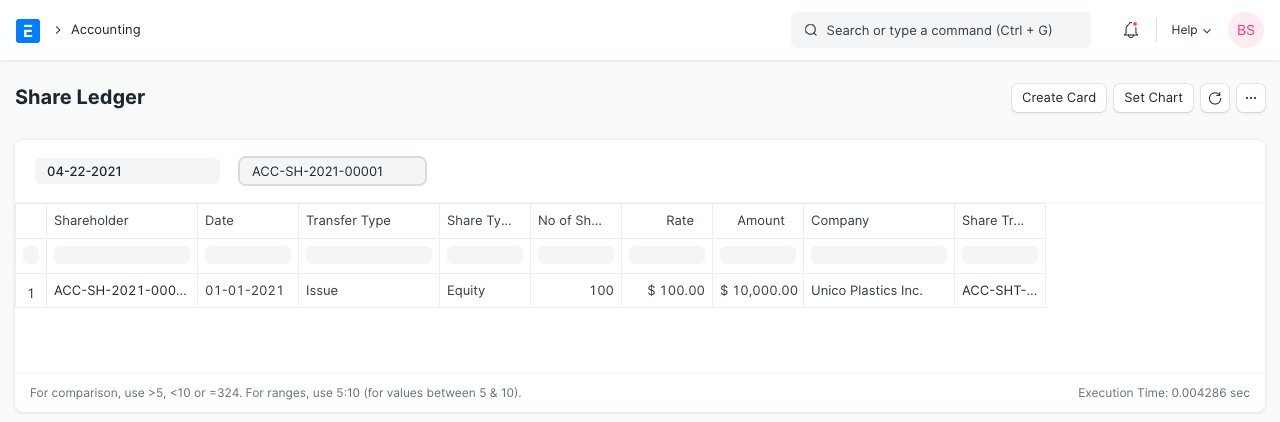 E
Accounting
Search or type a command (Ctrl + G)
Help
BS
Share Ledger
Create Card
Set Chart
...
04-22-2021
ACC-SH-2021-00001
Shareholder Date Transfer Type Share Ty... No of Sh... Rate Amount Company Share Tr...
1 ACC-SH-2021-000... 01-01-2021 Issue Equity 100 $ 100.00 $ 10,000.00 Unico Plastics Inc. ACC-SHT-...
For comparison, use >5, <10 or =324. For ranges, use 5:10 (for values between 5 & 10).
Execution Time: 0.004286 sec